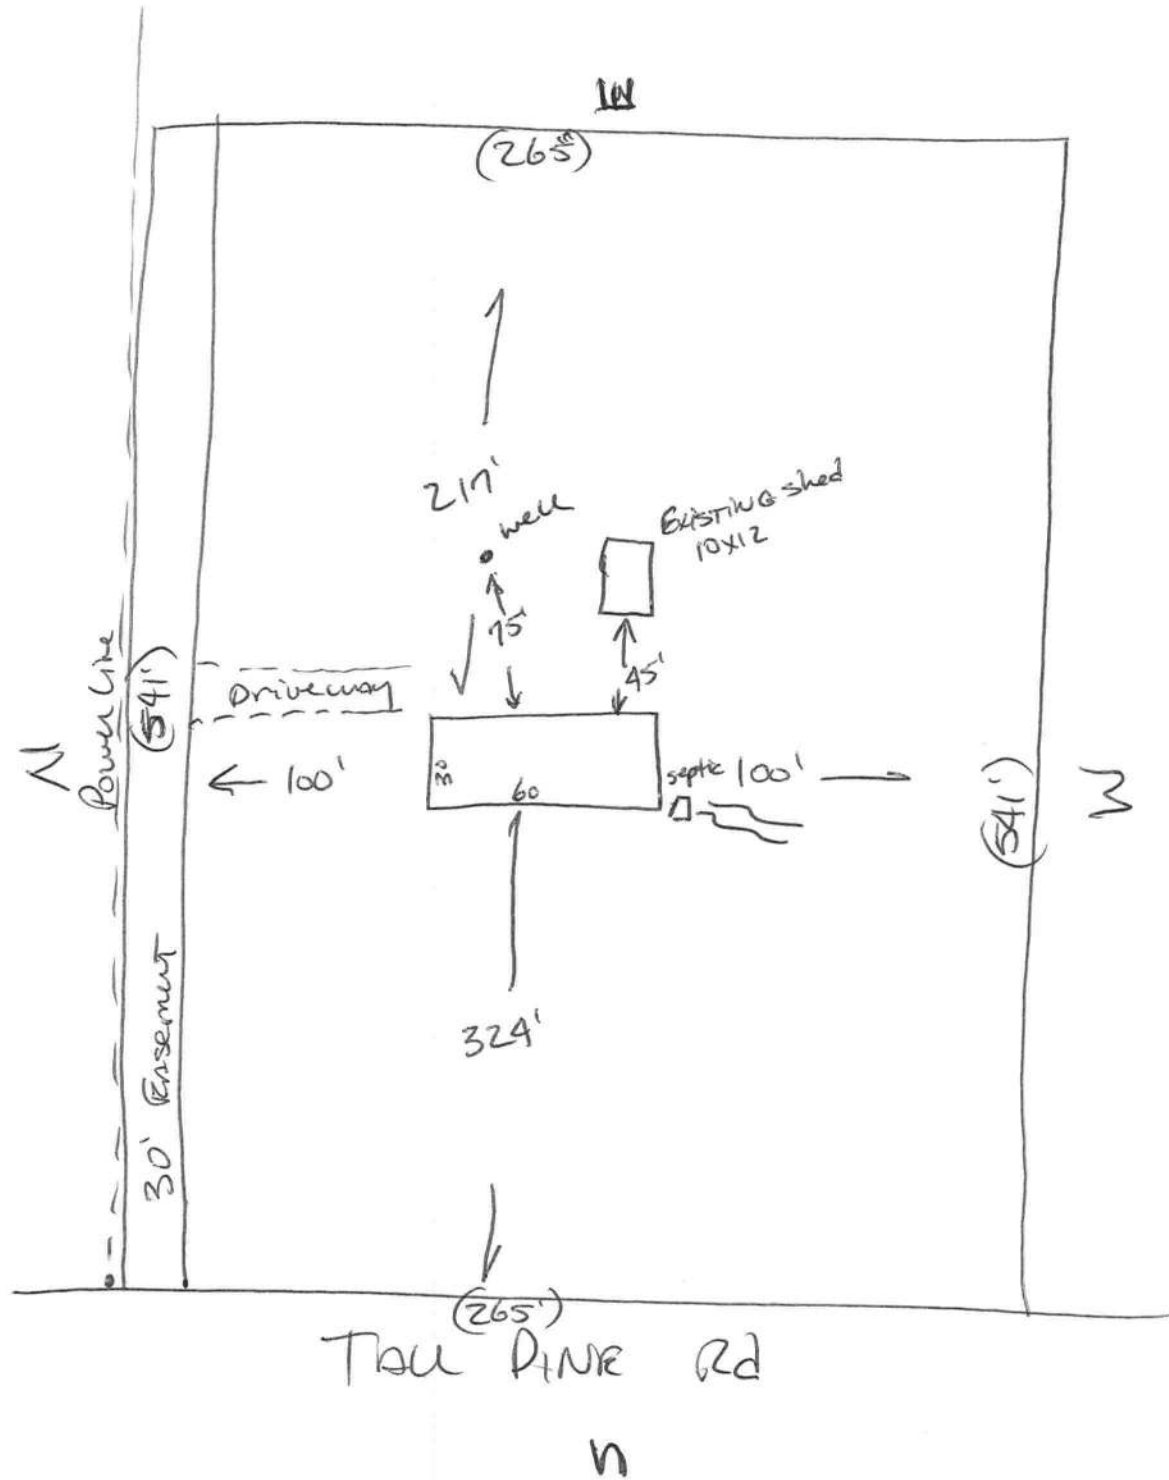 (265')
217'
well
Existing shed
10x12
75'
45'
Power Line
(541')
Driveway
N
← 100'
30
60
septic 100'
(541')
30' Easement
324'
(265')
Tall Pine Rd
n